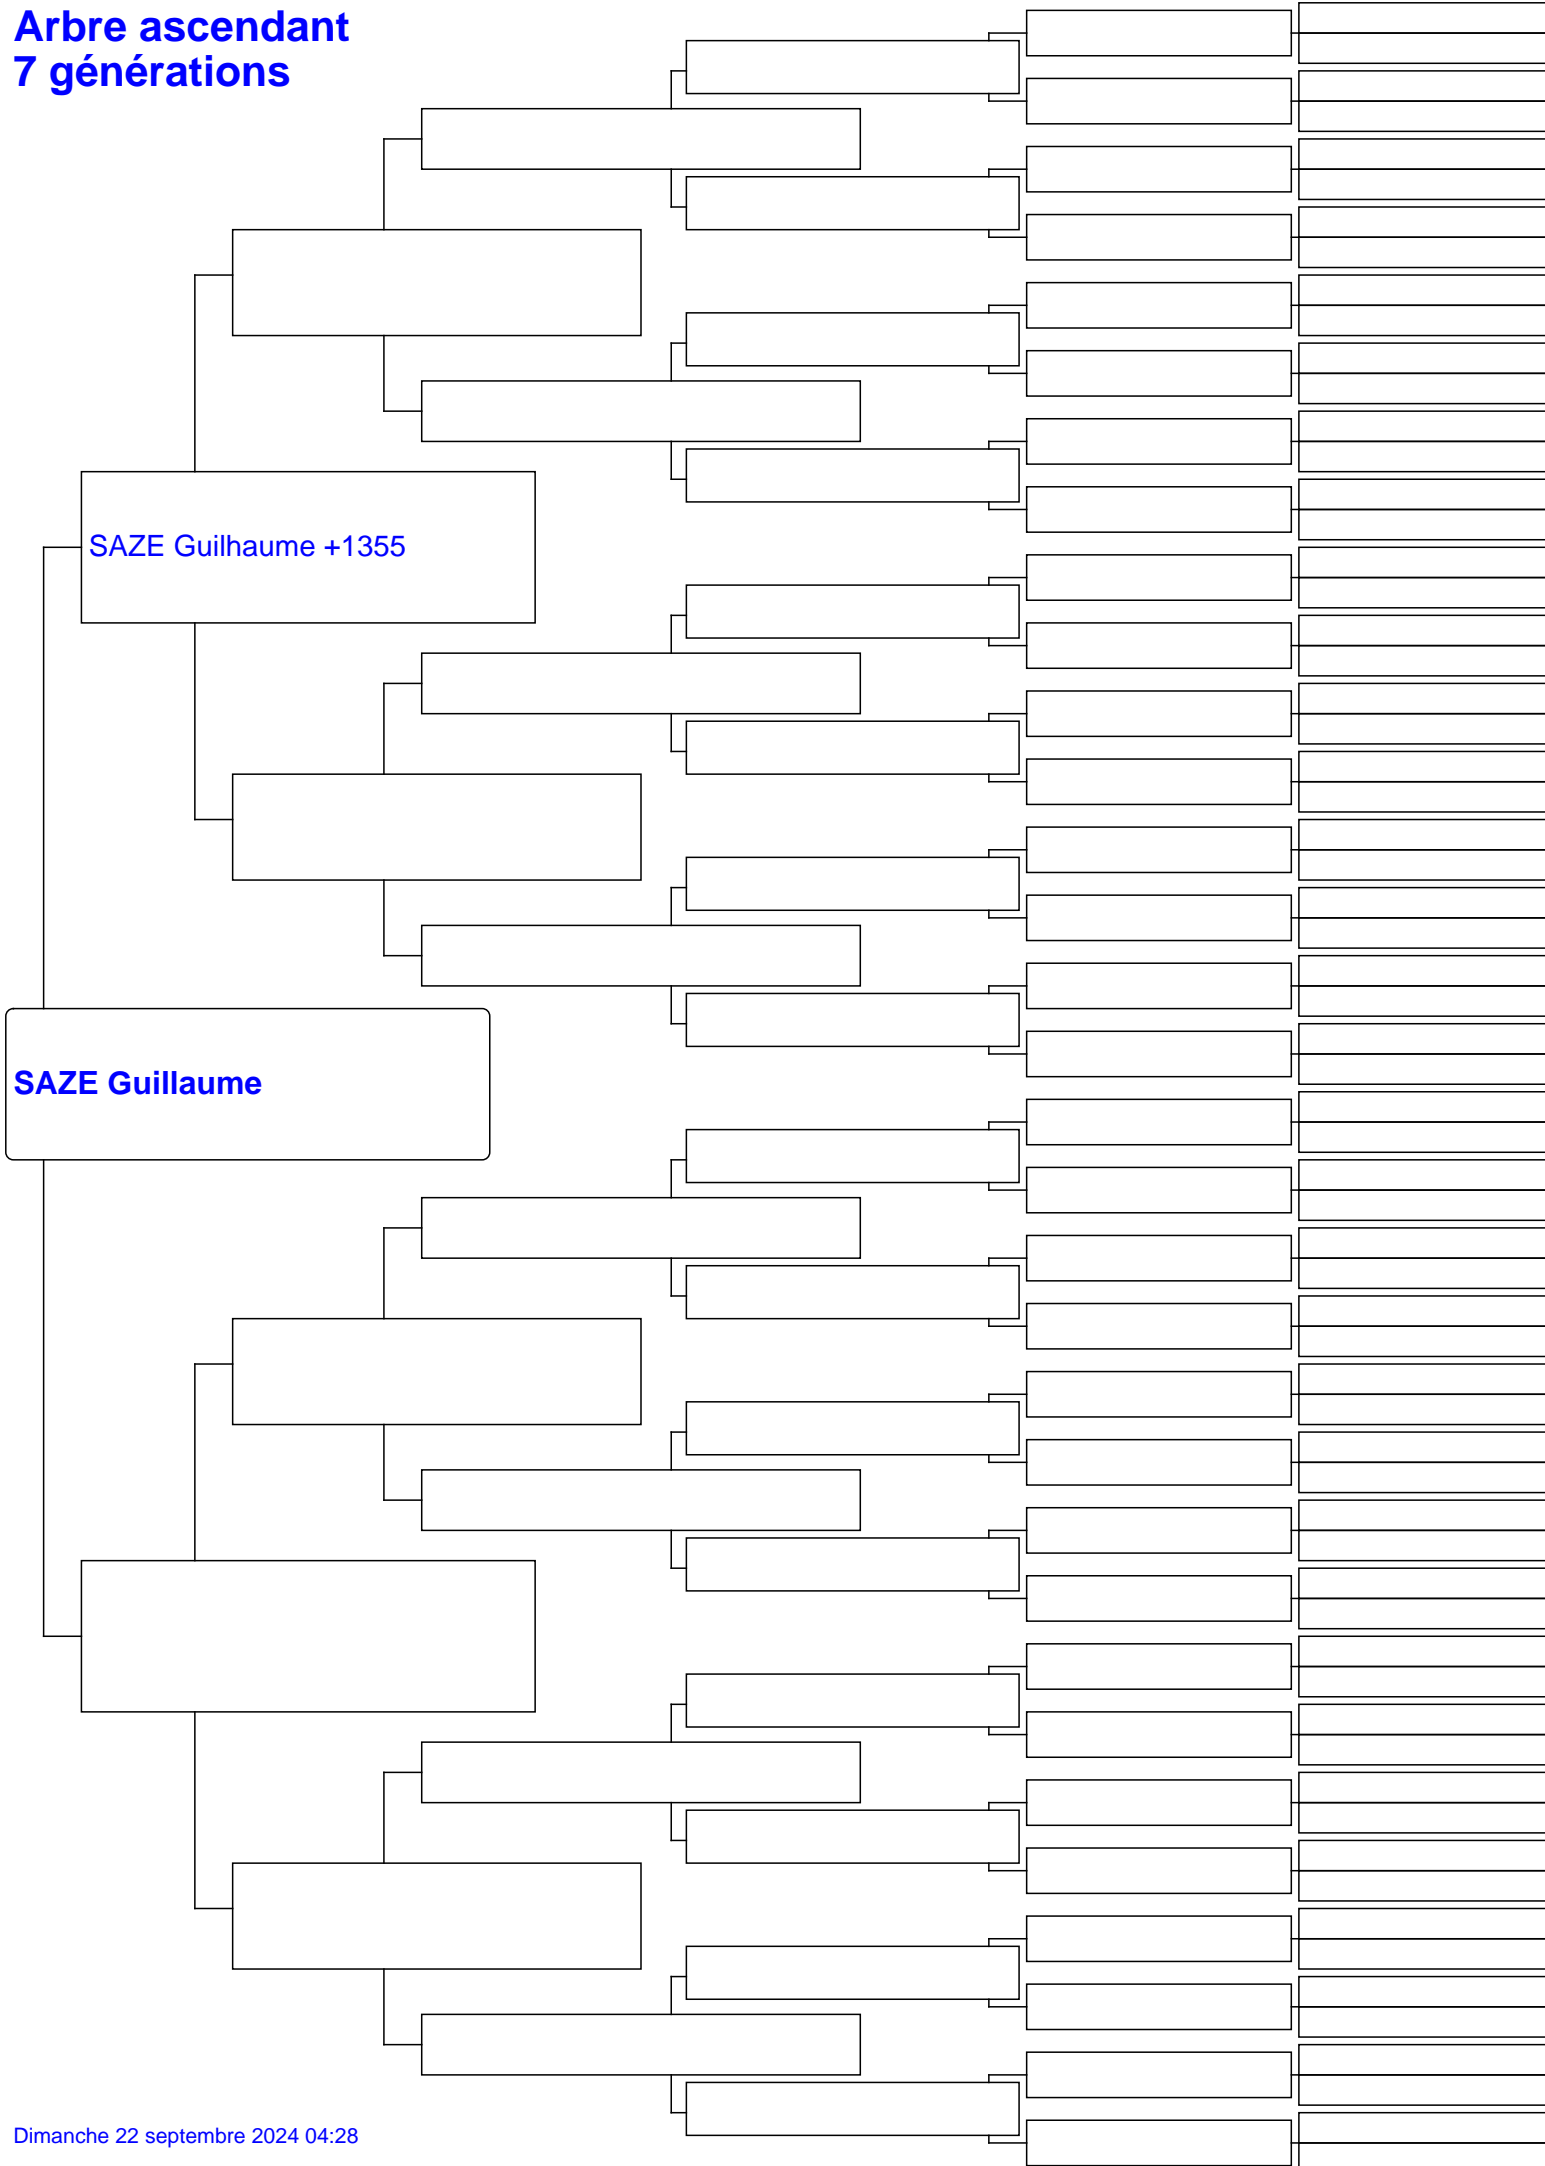 Arbre ascendant
7 générations
SAZE Guilhaume +1355
SAZE Guillaume
Dimanche 22 septembre 2024 04:28